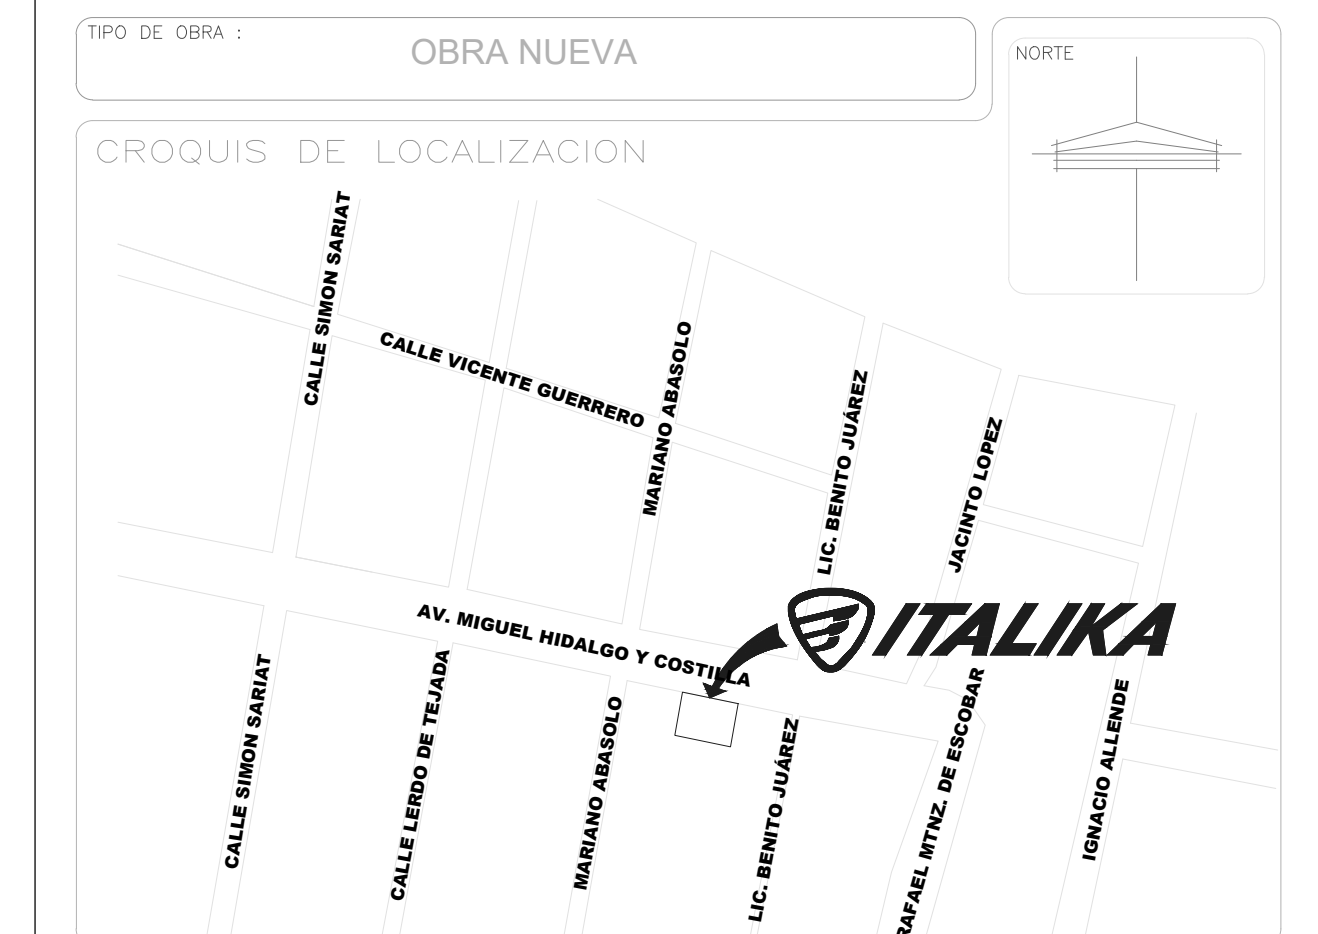 TIPO DE OBRA :
OBRA NUEVA
NORTE
CROQUIS DE LOCALIZACION
CALLE SIMON SARIAT
CALLE VICENTE GUERRERO
MARIANO ABASOLO
LIC. BENITO JUÁREZ
JACINTO LOPEZ
AV. MIGUEL HIDALGO Y COSTILLA
ITALIKA
CALLE SIMON SARIAT
CALLE LERDO DE TEJADA
MARIANO ABASOLO
LIC. BENITO JUÁREZ
RAFAEL MTNZ. DE ESCOBAR
IGNACIO ALLENDE